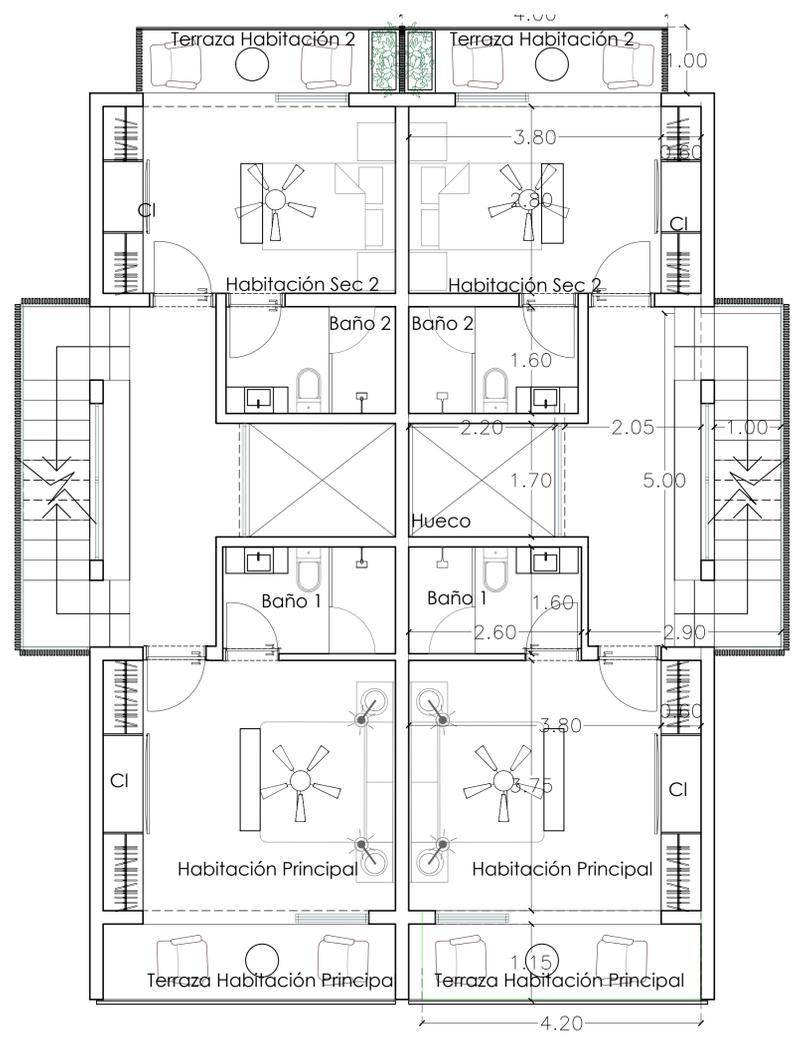 4.00
Terraza Habitación 2
Terraza Habitación 2
1.00
3.80
0.60
2.80
Cl
Cl
Habitación Sec 2
Habitación Sec 2
Baño 2
Baño 2
1.60
2.20
2.05
1.00
1.70
5.00
Hueco
Baño 1
Baño 1
1.60
2.60
2.90
0.60
3.80
Cl
3.75
Cl
Habitación Principal
Habitación Principal
1.15
Terraza Habitación Principal
Terraza Habitación Principal
4.20